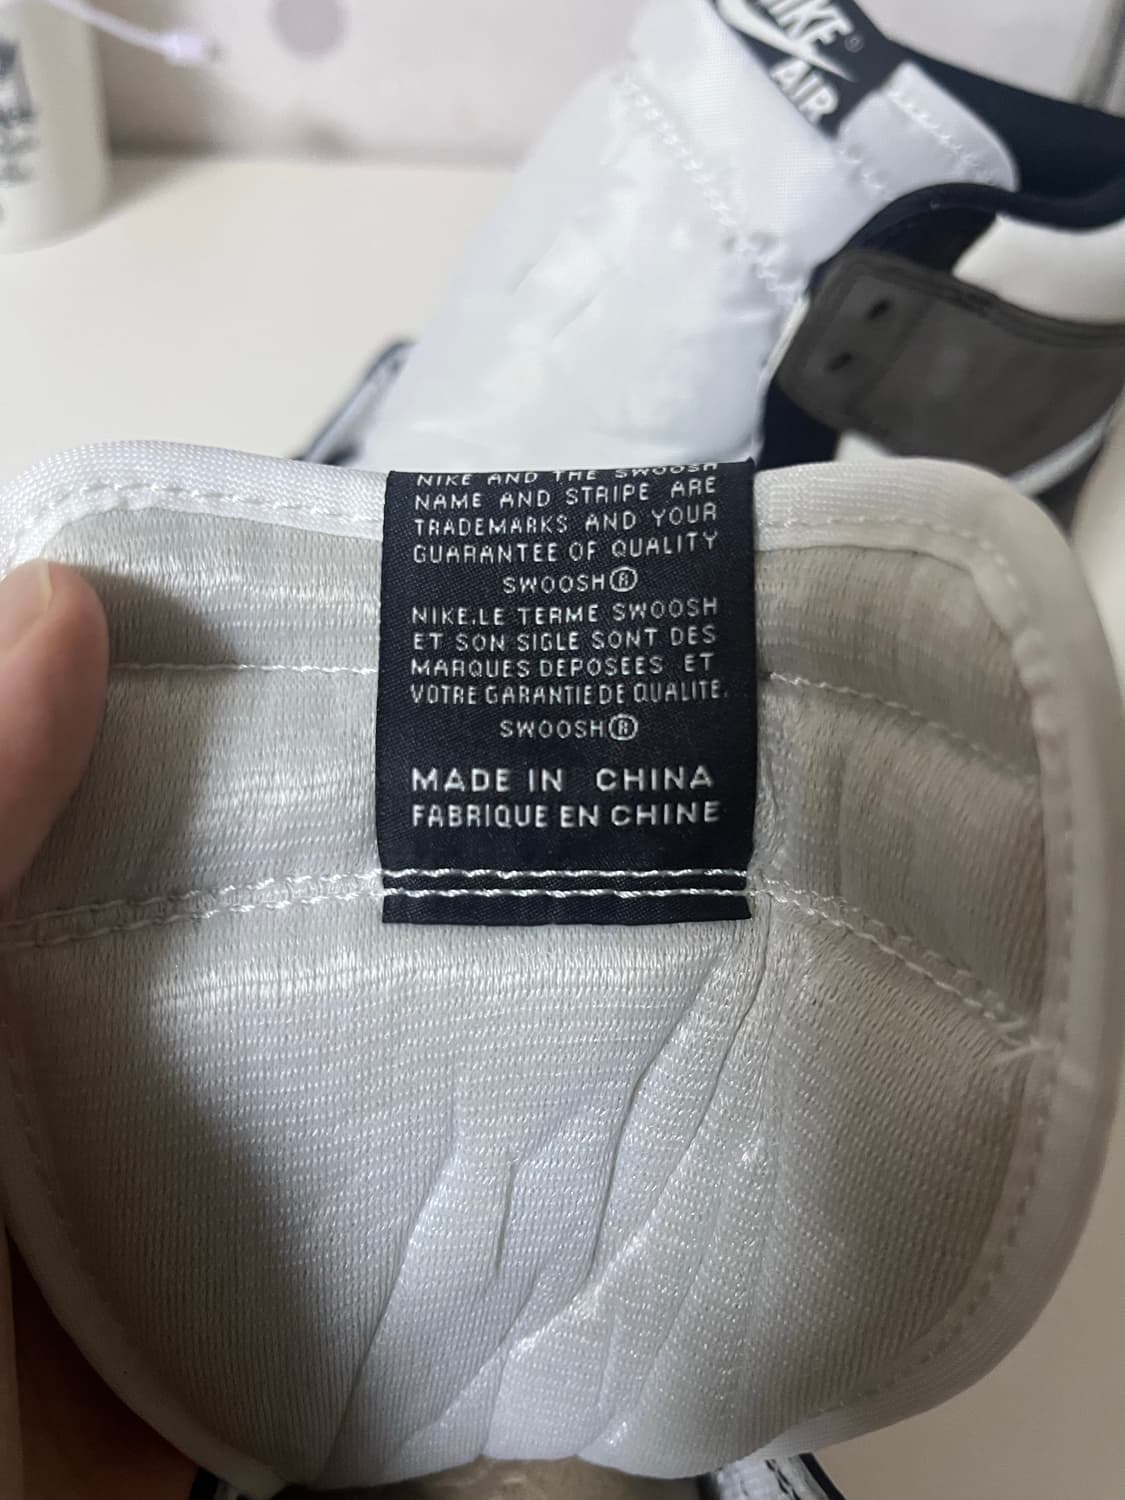 NIKE®
AIR
NIKE AND THE SWOOSH
NAME AND STRIPE ARE
TRADEMARKS AND YOUR
GUARANTEE OF QUALITY
SWOOSH®
NIKE.LE TERME SWOOSH
ET SON SIGLE SONT DES
MARQUES DEPOSEES ET
VOTRE GARANTIE DE QUALITE.
SWOOSH®
MADE IN CHINA
FABRIQUE EN CHINE